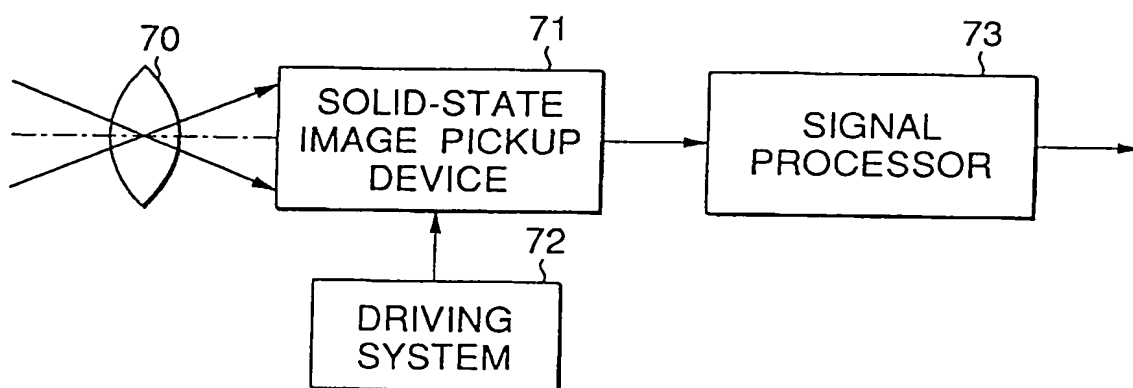 70
71
SOLID-STATE
IMAGE PICKUP
DEVICE
73
SIGNAL
PROCESSOR
72
DRIVING
SYSTEM